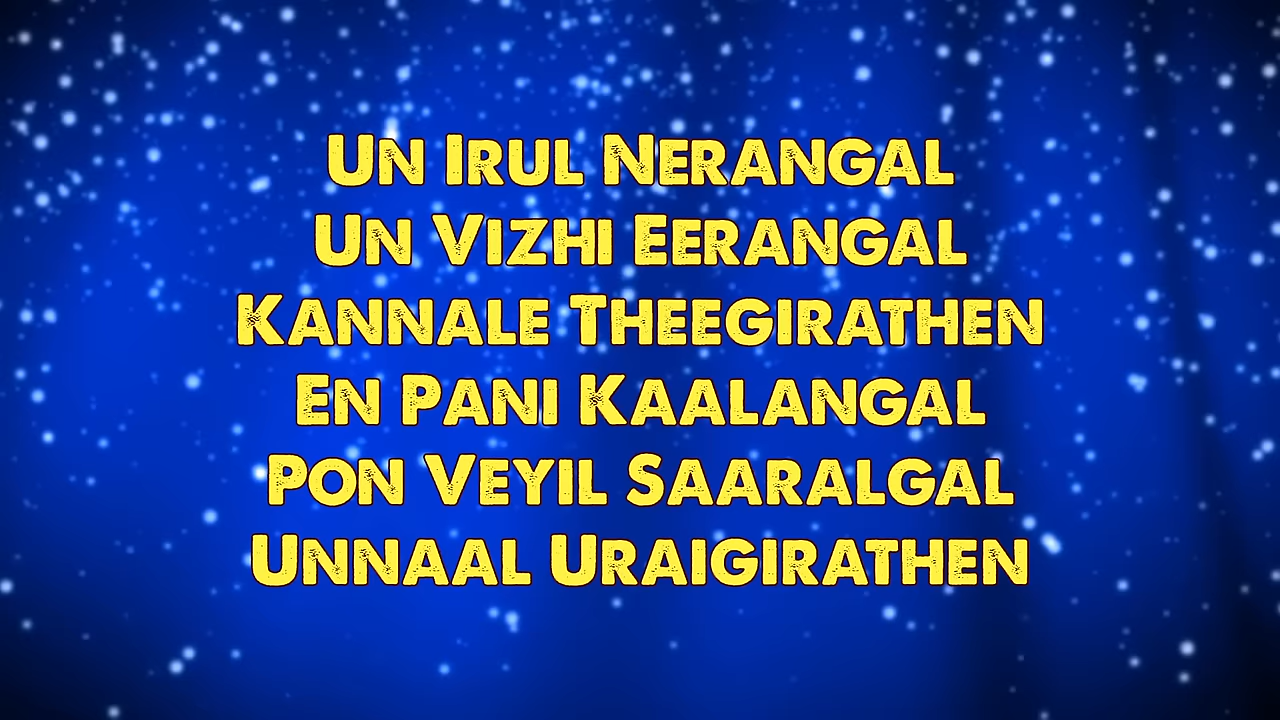 Un Irul Nerangal
Un Vizhi Eerangal
Kannale Theegirathen
En Pani Kaalangal
Pon Veyil Saaralgal
Unnaal Uraigirathen